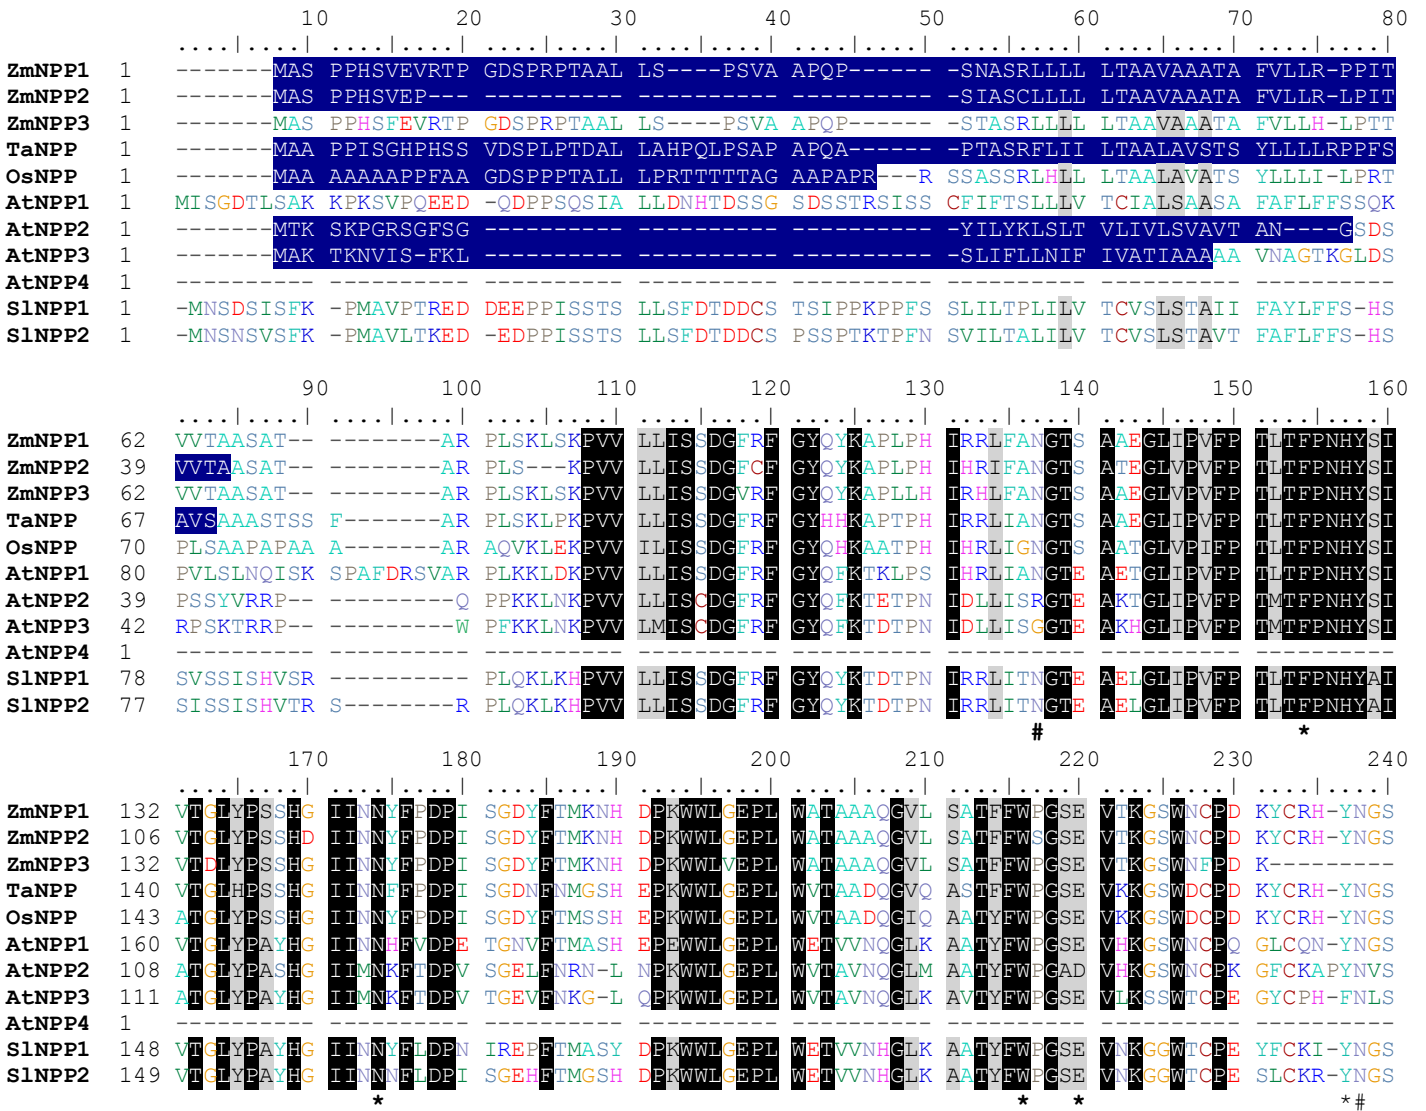 10 20 30 40 50 60 70 80
ZmNPP1 1 -------MAS PPHSVEVRTP GDSPRPTAAL LS----PSVA APQP------ -SNASRLLLL LTAAVAAATA FVLLR-PPIT
ZmNPP2 1 -------MAS PPHSVEP--- ---------- ---------- ---------- -SIASCLLLL LTAAVAAATA FVLLR-LPIT
ZmNPP3 1 -------MAS PPHSFEVRTP GDSPRPTAAL LS----PSVA APQP------ -STASRLLLL LTAAVAAATA FVLLH-LPTT
TaNPP 1 -------MAA PPISGHPHSS VDSPLPTDAL LAHPQLPSAP APQA------ -PTASRFLII LTAALAVSTS YLLLLRPPFS
OsNPP 1 -------MAA AAAAAPPFAA GDSPPPTALL LPRTTTTTAG AAPAPR---R SSASSRLHLL LTAALAVATS YLLLI-LPRT
AtNPP1 1 MISGDTLSAK KPKSVPQEED -QDPPSQSIA LLDNHTDSSG SDSSTRSISS CFIFTSLLLV TCIALSAASA FAFLFFSSQK
AtNPP2 1 -------MTK SKPGRSGFSG ---------- ---------- ---------- YILYKLSLT VLIVLSVAVT AN----GSDS
AtNPP3 1 -------MAK TKNVIS-FKL ---------- ---------- ---------- SLIFLLNIF IVATIAAAAA VNAGTKGLDS
AtNPP4 1 ---------- ---------- ---------- ---------- ---------- ---------- ---------- ----------
SlNPP1 1 -MNSDSISFK -PMAVPTRED DEEPPISSTS LLSFDTDDCS TSIPPKPPFS SLILTPLILV TCVSLSTAII FAYLFFS-HS
SlNPP2 1 -MNSNSVSFK -PMAVLTKED -EDPPISSTS LLSFDTDDCS PSSPTKTPFN SVILTALILV TCVSLSTAVT FAFLFFS-HS
90 100 110 120 130 140 150 160
ZmNPP1 62 VVTAASAT-- -------AR PLSKLSKPVV LLISSDGFRF GYQYKAPLPH IRRLFANGTS AAEGLIPVFP TLTFPNHYSI
ZmNPP2 39 VVTAASAT-- -------AR PLS---KPVV LLISSDGFCF GYQYKAPLPH IHRIFANGTS ATEGLVPVFP TLTFPNHYSI
ZmNPP3 62 VVTAASAT-- -------AR PLSKLSKPVV LLISSDGVRF GYQYKAPLLH IRHLFANGTS AAEGLVPVFP TLTFPNHYSI
TaNPP 67 AVSAAASTSS F-------AR PLSKLPKPVV LLISSDGFRF GYHHKAPTPH IRRLIANGTS AAEGLIPVFP TLTFPNHYSI
OsNPP 70 PLSAAPAPAA A-------AR AQVKLEKPVV ILISSDGFRF GYQHKAATPH IHRLIGNGTS AATGLVPIFP TLTFPNHYSI
AtNPP1 80 PVLSLNQISK SPAFDRSVAR PLKKLDKPVV LLISSDGFRF GYQFKTKLPS IHRLIANGTE AETGLIPVFP TLTFPNHYSI
AtNPP2 39 PSSYVRRP-- ---------Q PPKKLNKPVV LLISCDGFRF GYQFKTETPN IDLLISRGTE AKTGLIPVFP TMTFPNHYSI
AtNPP3 42 RPSKTRRP-- ---------W PFKKLNKPVV LMISCDGFRF GYQFKTDTPN IDLLISGGTE AKHGLIPVFP TMTFPNHYSI
AtNPP4 1 ---------- ---------- ---------- ---------- ---------- ---------- ---------- ----------
SlNPP1 78 SVSSISHVSR ---------- PLQKLKHPVV LLISSDGFRF GYQYKTDTPN IRRLITNGTE AELGLIPVFP TLTFPNHYAI
SlNPP2 77 SISSISHVTR S--------R PLQKLKHPVV LLISSDGFRF GYQYKTDTPN IRRLITNGTE AELGLIPVFP TLTFPNHYAI
# *
170 180 190 200 210 220 230 240
ZmNPP1 132 VTGLYPSSHG IINNYFPDPI SGDYFTMKNH DPKWWLGEPL WATAAAQGVL SATFFWPGSE VTKGSWNCPD KYCRH-YNGS
ZmNPP2 106 VTGLYPSSHD IINNYFPDPI SGDYFTMKNH DPKWWLGEPL WATAAAQGVL SATFFWSGSE VTKGSWNCPD KYCRH-YNGS
ZmNPP3 132 VTDLYPSSHG IINNYFPDPI SGDYFTMKNH DPKWWLVEPL WATAAAQGVL SATFFWPGSE VTKGSWNFPD K---------
TaNPP 140 VTGLHPSSHG IINNFFPDPI SGDNFNMGSH EPKWWLGEPL WVTAADQGVQ ASTFFWPGSE VKKGSWDCPD KYCRH-YNGS
OsNPP 143 ATGLYPSSHG IINNYFPDPI SGDYFTMSSH EPKWWLGEPL WVTAADQGIQ AATYFWPGSE VKKGSWDCPD KYCRH-YNGS
AtNPP1 160 VTGLYPAYHG IINNHFVDPE TGNVFTMASH EPEWWLGEPL WETVVNQGLK AATYFWPGSE VHKGSWNCPQ GLCQN-YNGS
AtNPP2 108 ATGLYPASHG IIMNKFTDPV SGELFNRN-L NPKWWLGEPL WVTAVNQGLM AATYFWPGAD VHKGSWNCPK GFCKAPYNVS
AtNPP3 111 ATGLYPAYHG IIMNKFTDPV TGEVFNKG-L QPKWWLGEPL WVTAVNQGLK AVTYFWPGSE VLKSSWTCPE GYCPH-FNLS
AtNPP4 1 ---------- ---------- ---------- ---------- ---------- ---------- ---------- ----------
SlNPP1 148 VTGLYPAYHG IINNYFLDPN IREPFTMASY DPKWWLGEPL WETVVNHGLK AATYFWPGSE VNKGGWTCPE YFCKI-YNGS
SlNPP2 149 VTGLYPAYHG IINNNFLDPI SGEHFTMGSH DPKWWLGEPL WETVVNHGLK AATYFWPGSE VNKGGWTCPE SLCKR-YNGS
* * * *#